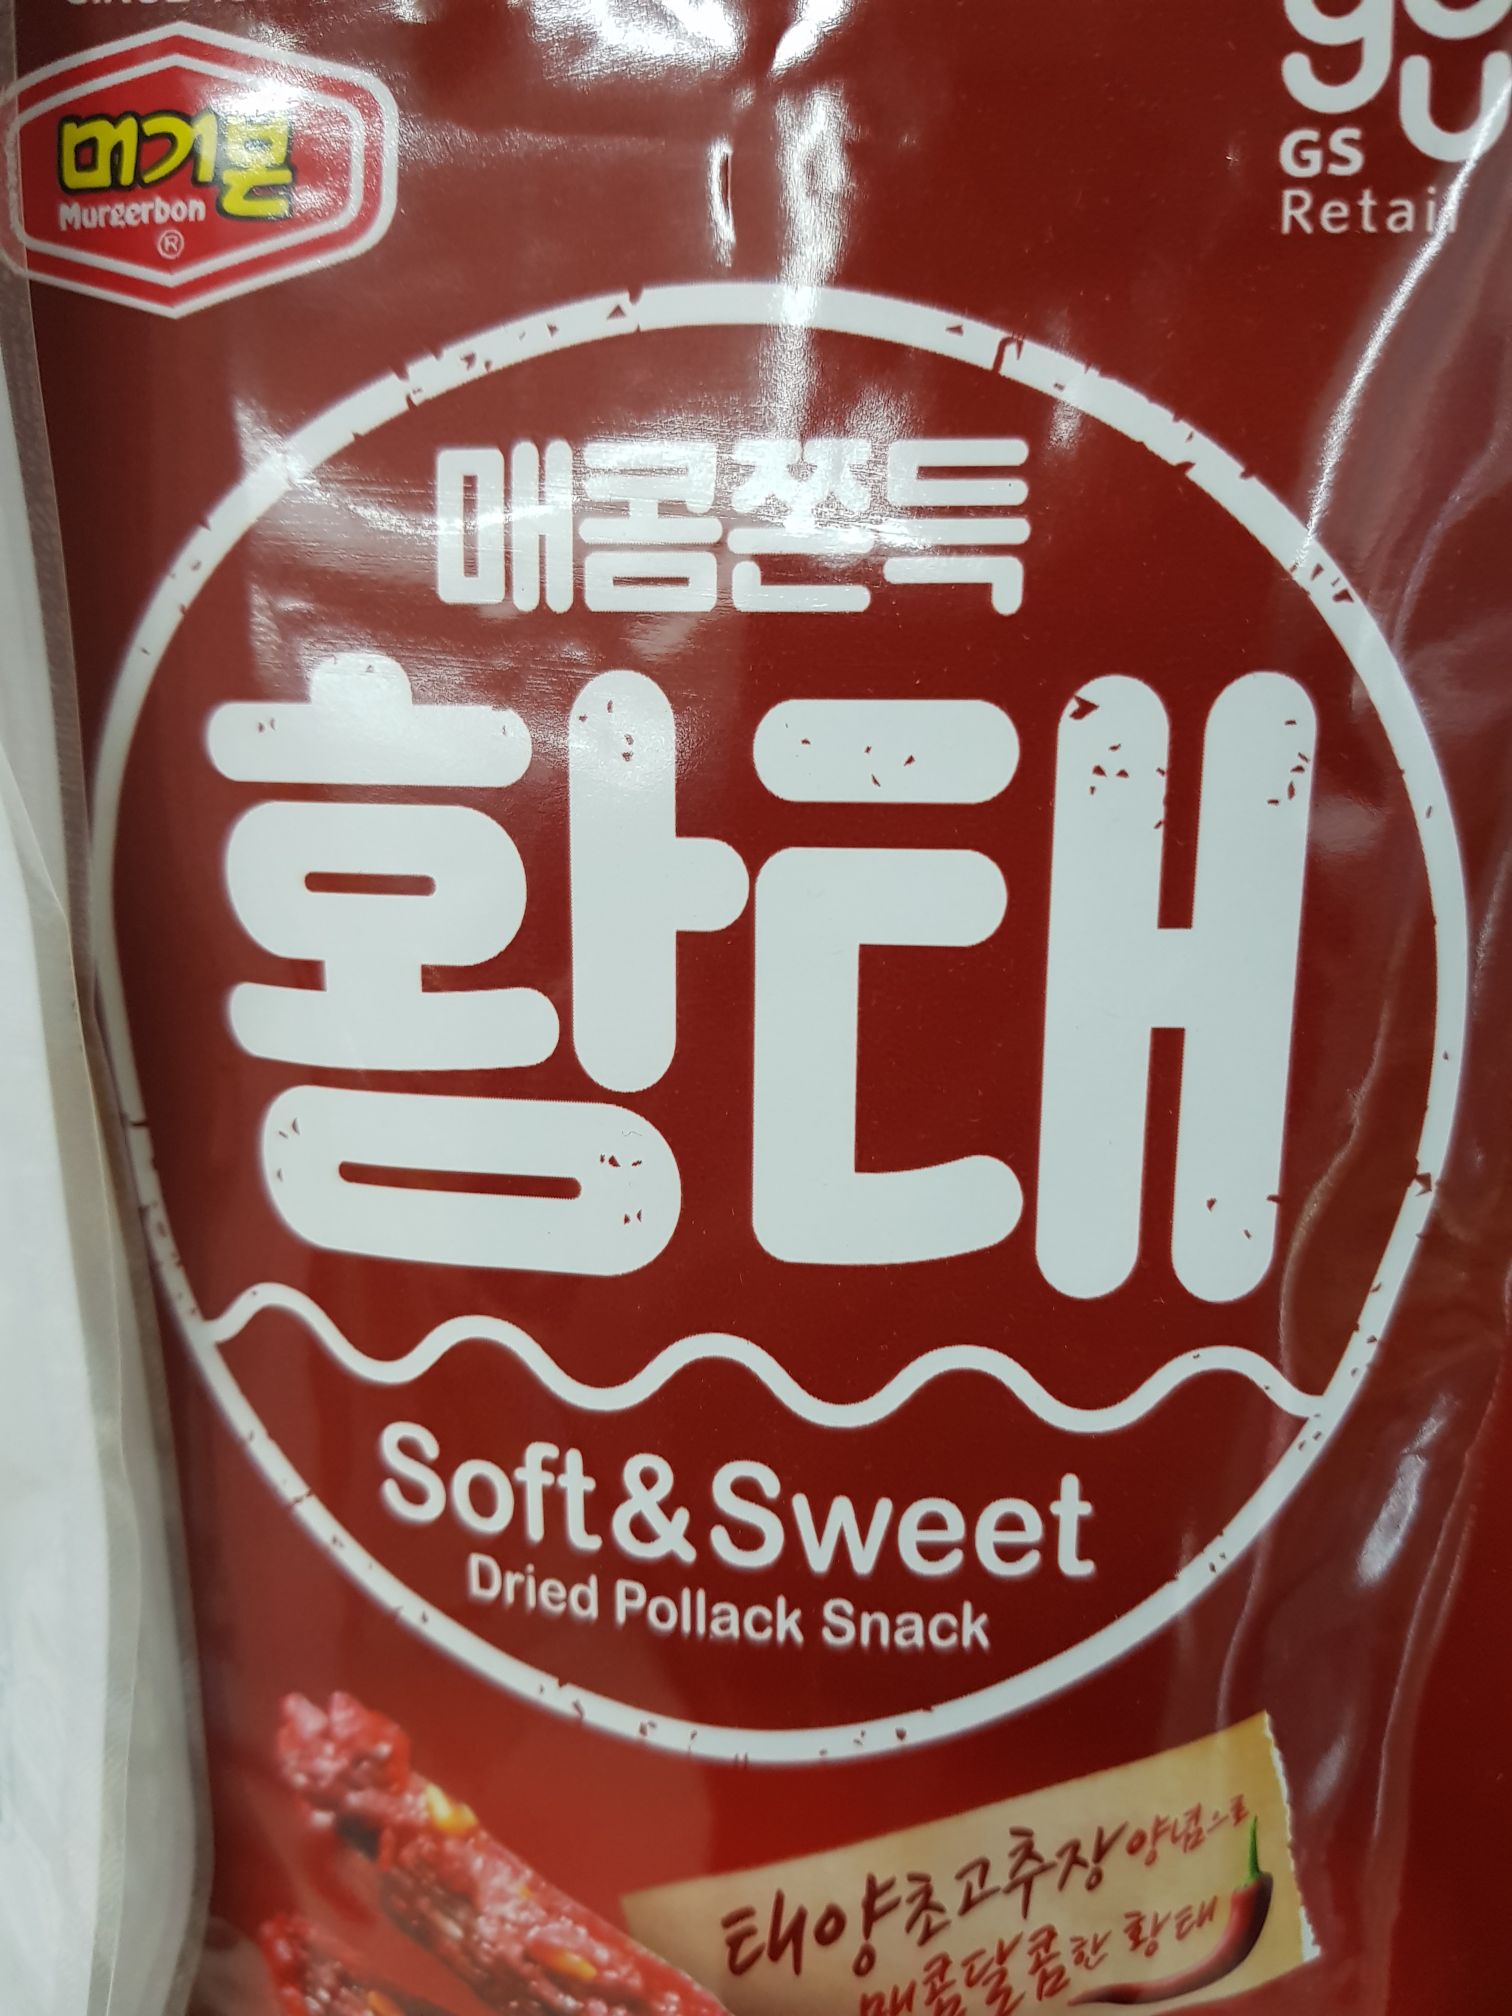 머거본
Murgerbon
®
GS
Retail
매콤쫀득
황태
Soft&Sweet
Dried Pollack Snack
태양초고추장 양념으로
매콤달콤한 황태